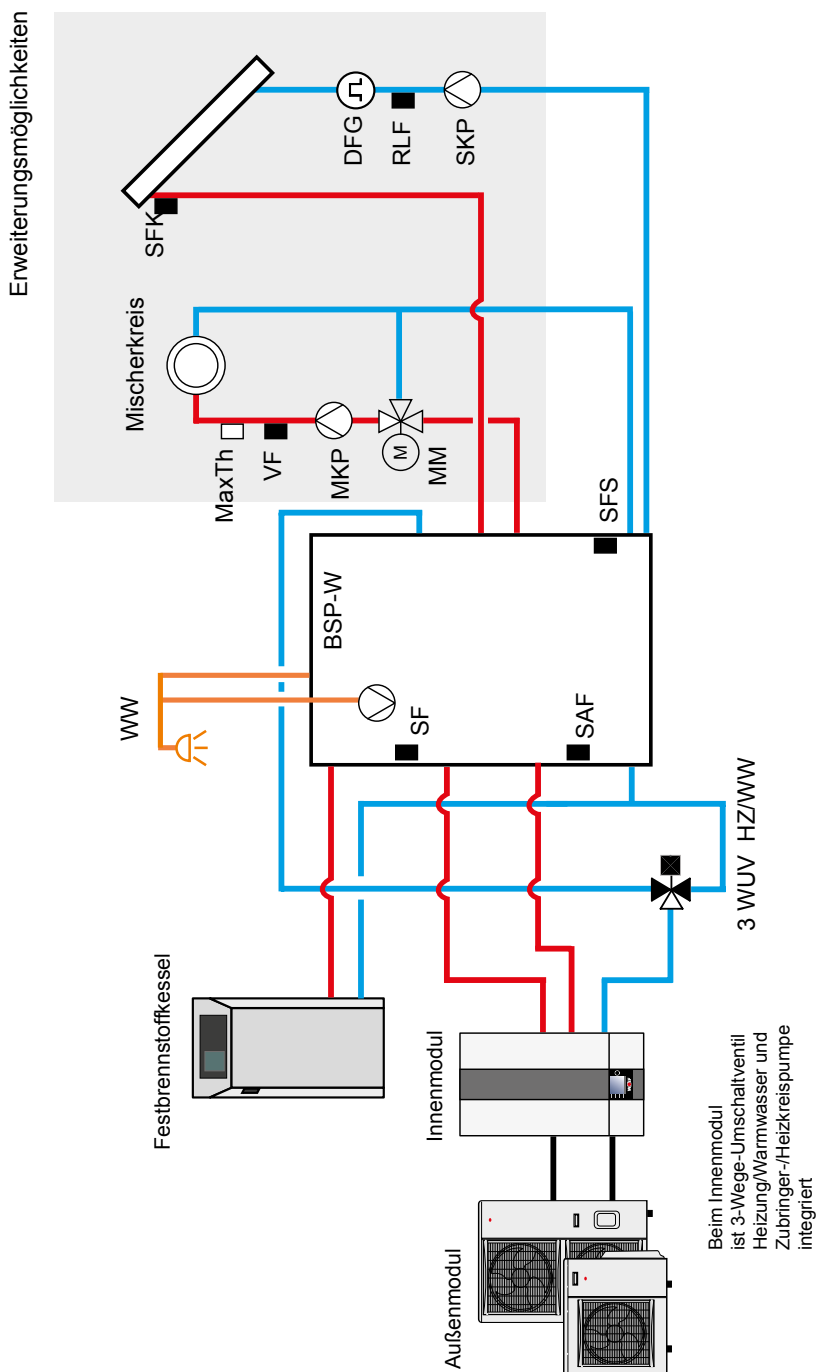 Erweiterungsmöglichkeiten
SFK
DFG
RLF
SKP
Mischerkreis
MaxTh
VF
MKP
M
MM
WW
BSP-W
SF
SAF
SFS
3 WUV HZ/WW
Festbrennstoffkessel
Innenmodul
Außenmodul
Beim Innenmodul
ist 3-Wege-Umschaltventil
Heizung/Warmwasser und
Zubringer-/Heizkreispumpe
integriert